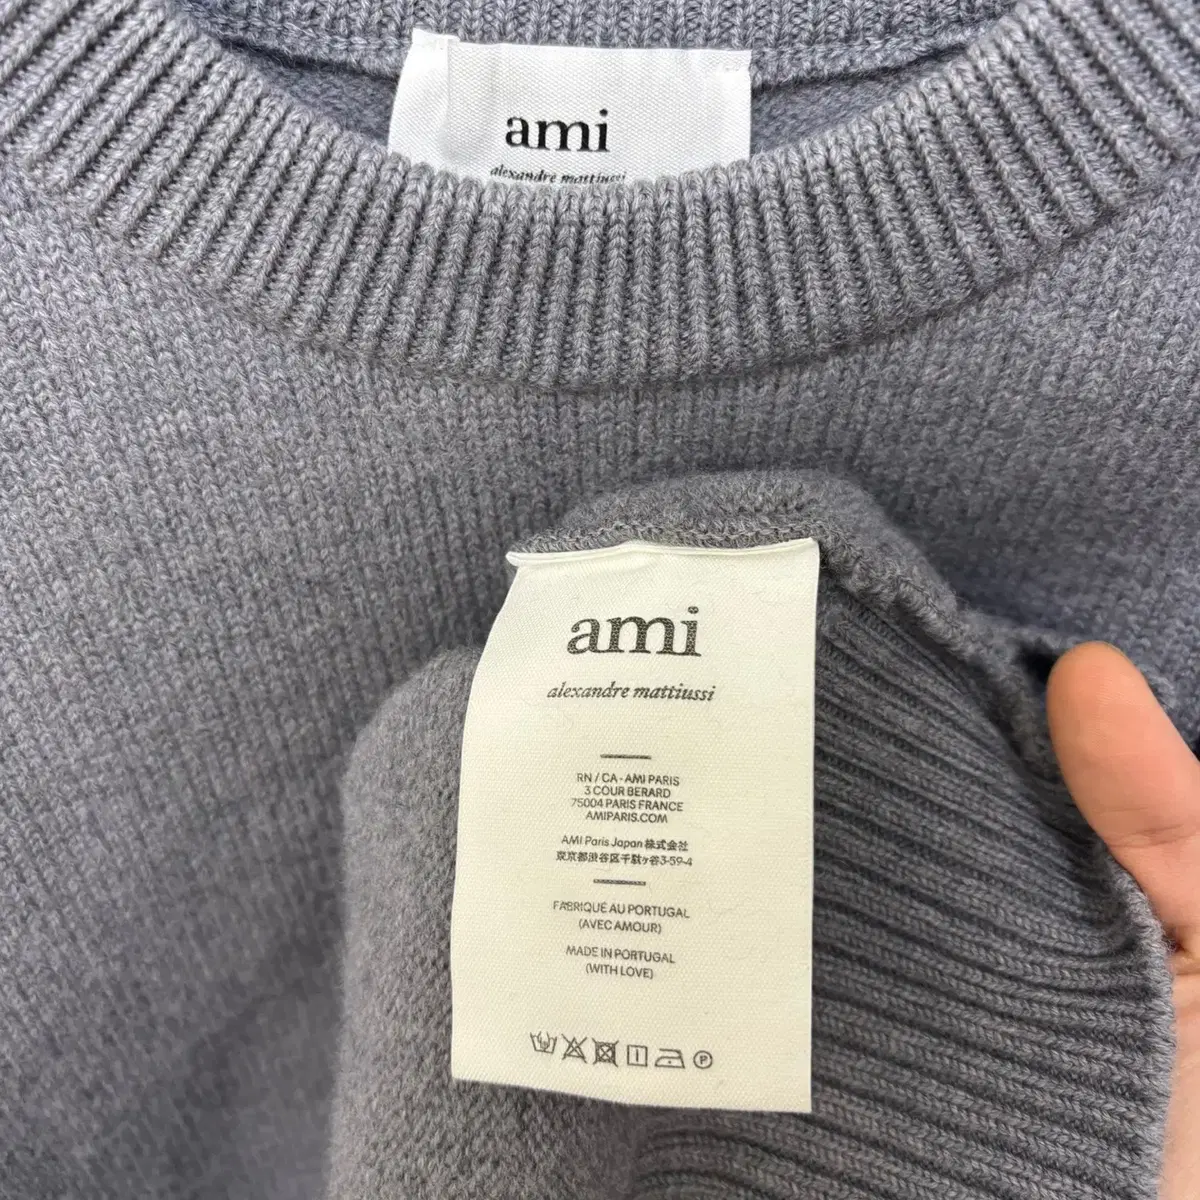 ami
alexandre mattiussi
ami
alexandre mattiussi
RN / CA - AMI PARIS
3 COUR BERARD
75004 PARIS FRANCE
AMIPARIS.COM
AMI Paris Japan 株式会社
東京都渋谷区千駄ヶ谷3-59-4
FABRIQUE AU PORTUGAL
(AVEC AMOUR)
MADE IN PORTUGAL
(WITH LOVE)
P